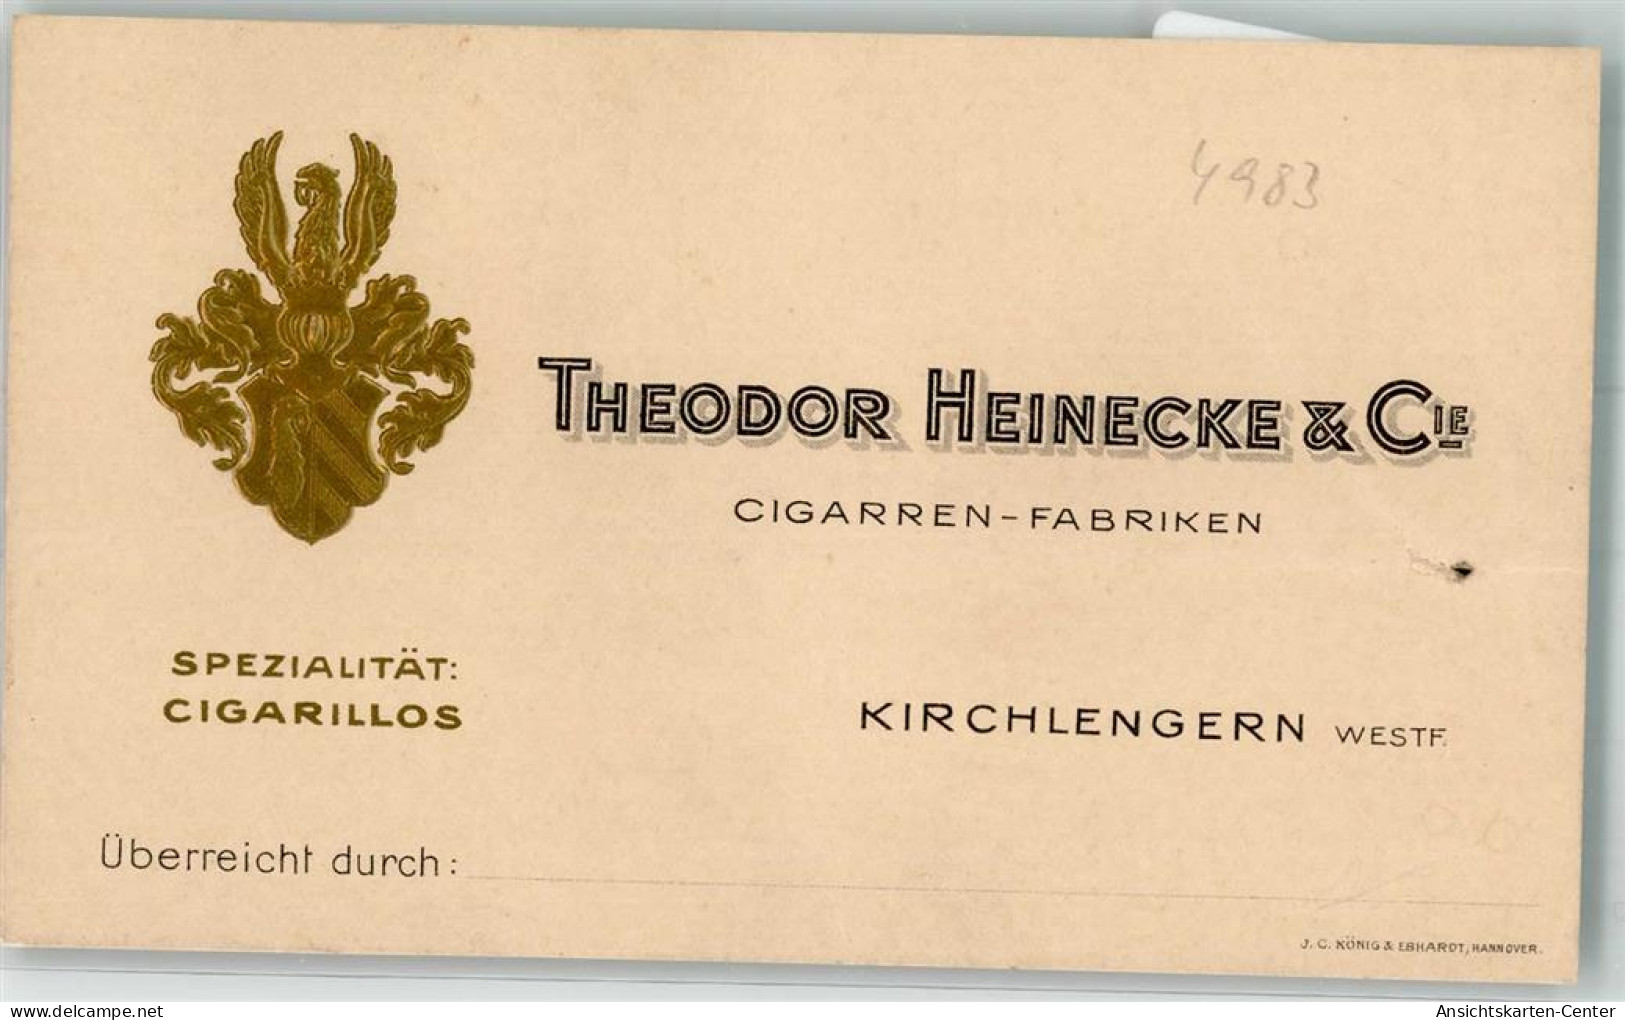 4983
THEODOR HEINECKE & CIE
CIGARREN-FABRIKEN
SPEZIALITÄT:
CIGARILLOS
KIRCHLENGERN WESTF.
Überreicht durch:
J. C. KÖNIG & EBHARDT, HANNOVER.
www.delcampe.net
Ansichtskarten-Center